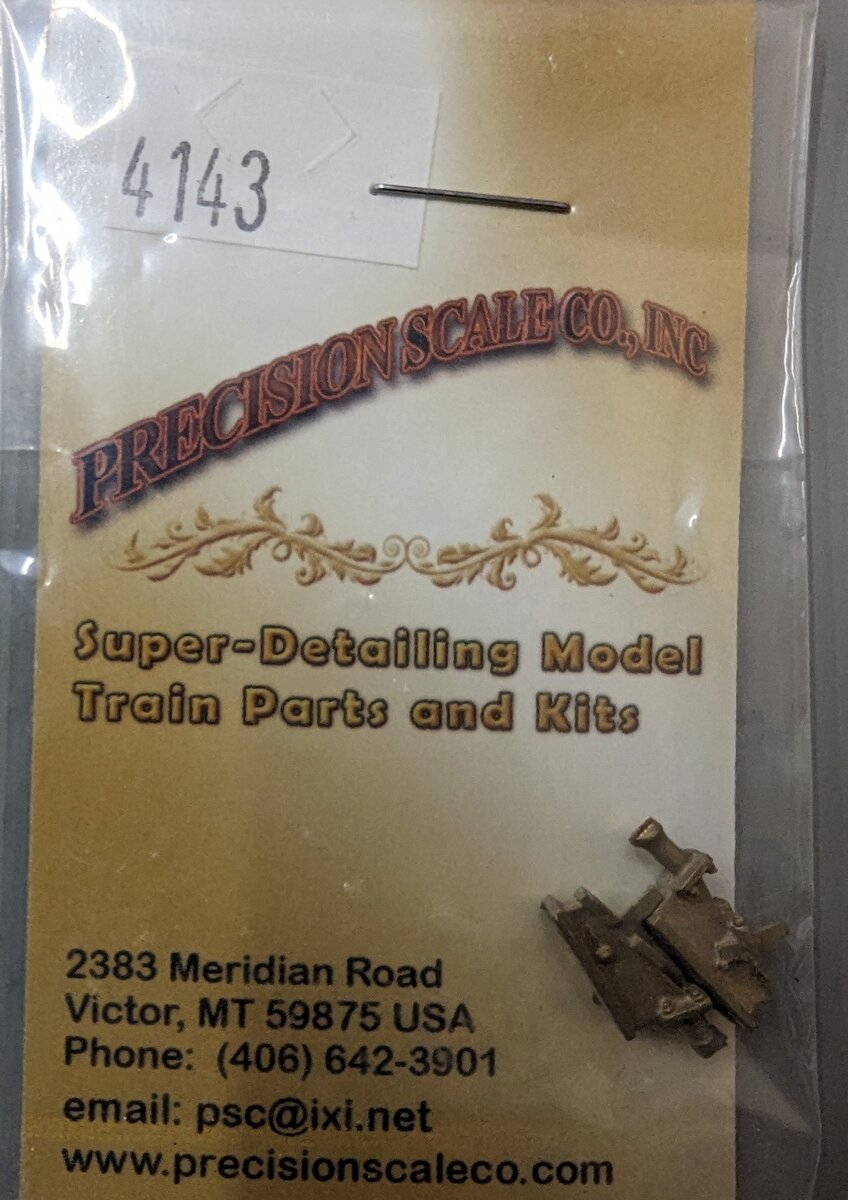 4143
PRECISION SCALE CO., INC
Super-Detailing Model
Train Parts and Kits
2383 Meridian Road
Victor, MT 59875 USA
Phone: (406) 642-3901
email: psc@ixi.net
www.precisionscaleco.com